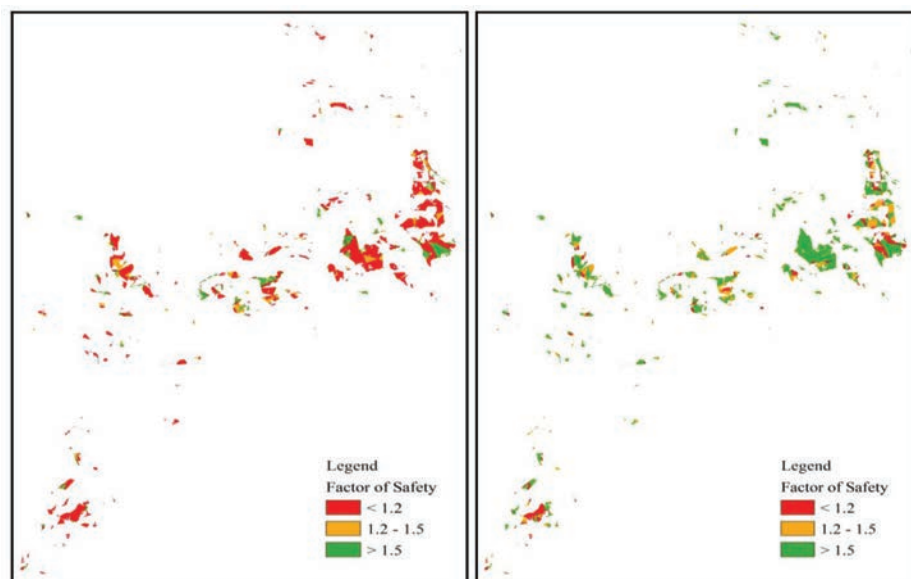 Legend
Factor of Safety
< 1.2
1.2 - 1.5
> 1.5
Legend
Factor of Safety
< 1.2
1.2 - 1.5
> 1.5